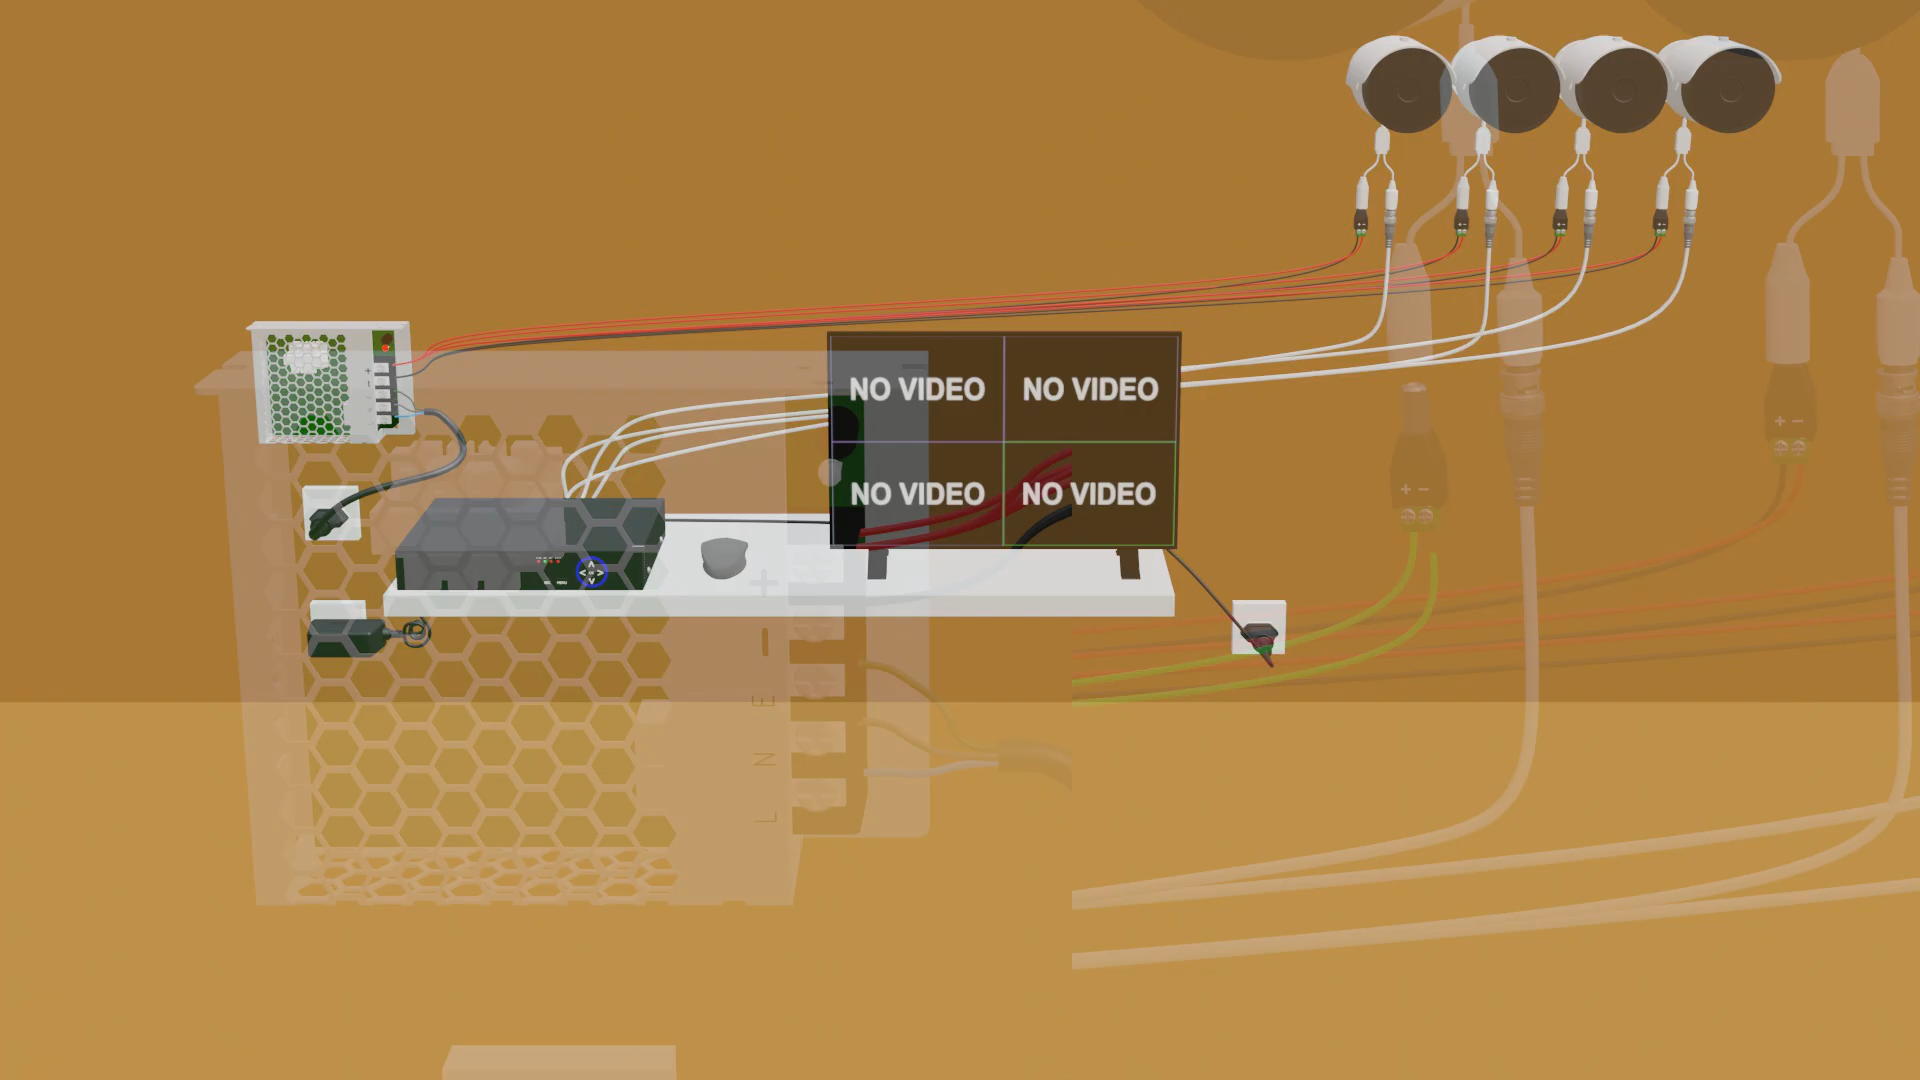 NO VIDEO NO VIDEO
NO VIDEO NO VIDEO
+ -
+ -
+
-
E
N
L